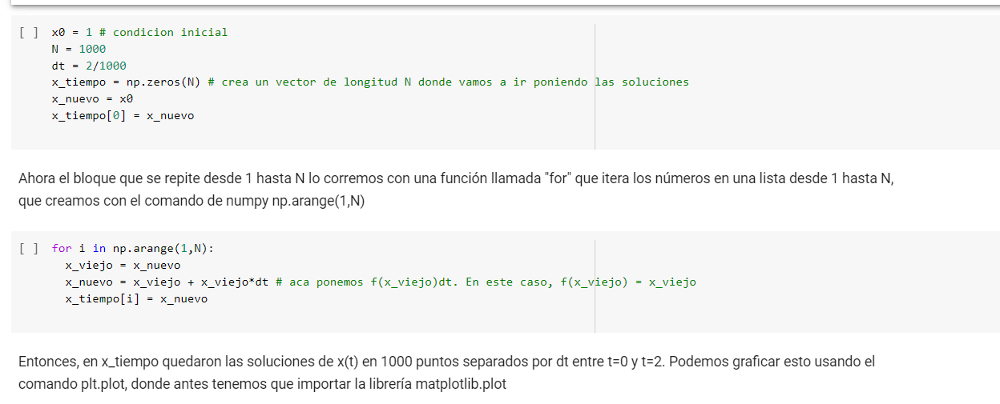 [ ] x0 = 1 # condicion inicial
N = 1000
dt = 2/1000
x_tiempo = np.zeros(N) # crea un vector de longitud N donde vamos a ir poniendo las soluciones
x_nuevo = x0
x_tiempo[0] = x_nuevo
Ahora el bloque que se repite desde 1 hasta N lo corremos con una función llamada "for" que itera los números en una lista desde 1 hasta N,
que creamos con el comando de numpy np.arange(1,N)
[ ] for i in np.arange(1,N):
x_viejo = x_nuevo
x_nuevo = x_viejo + x_viejo*dt # aca ponemos f(x_viejo)dt. En este caso, f(x_viejo) = x_viejo
x_tiempo[i] = x_nuevo
Entonces, en x_tiempo quedaron las soluciones de x(t) en 1000 puntos separados por dt entre t=0 y t=2. Podemos graficar esto usando el
comando plt.plot, donde antes tenemos que importar la librería matplotlib.plot